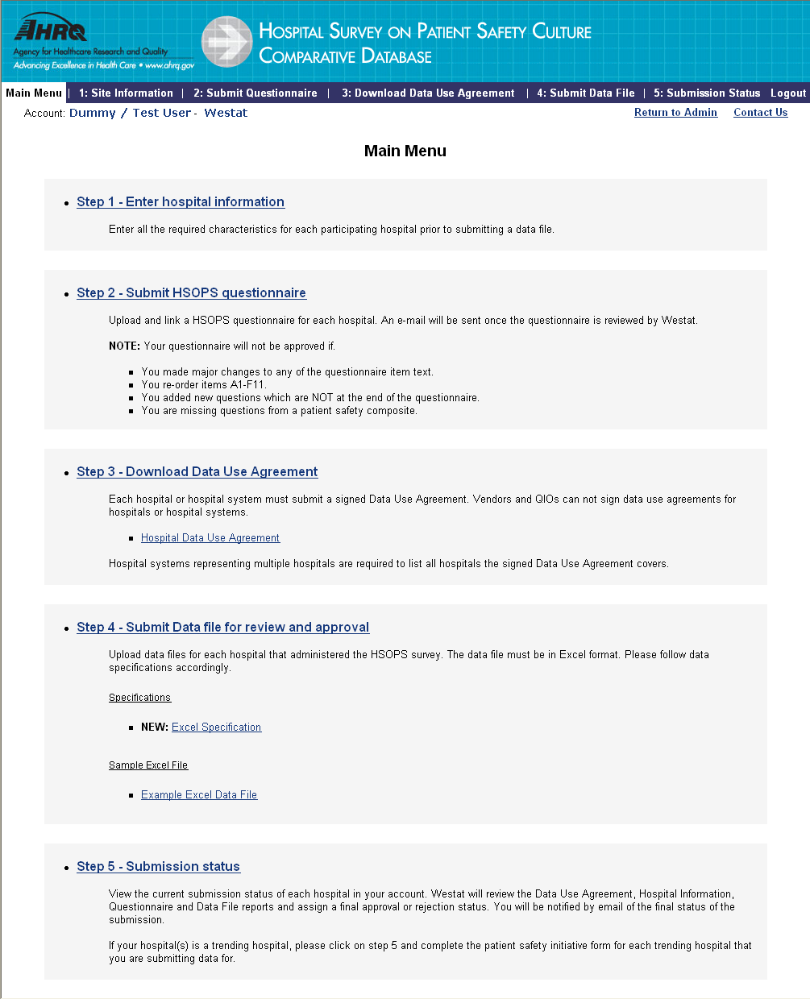 AHRQ
Agency for Healthcare Research and Quality
Advancing Excellence in Health Care • www.ahrq.gov
HOSPITAL SURVEY ON PATIENT SAFETY CULTURE
COMPARATIVE DATABASE
Main Menu | 1: Site Information | 2: Submit Questionnaire | 3: Download Data Use Agreement | 4: Submit Data File | 5: Submission Status Logout
Account: Dummy / Test User - Westat Return to Admin Contact Us
Main Menu
• Step 1 - Enter hospital information
Enter all the required characteristics for each participating hospital prior to submitting a data file.
• Step 2 - Submit HSOPS questionnaire
Upload and link a HSOPS questionnaire for each hospital. An e-mail will be sent once the questionnaire is reviewed by Westat.
NOTE: Your questionnaire will not be approved if.
▪ You made major changes to any of the questionnaire item text.
▪ You re-order items A1-F11.
▪ You added new questions which are NOT at the end of the questionnaire.
▪ You are missing questions from a patient safety composite.
• Step 3 - Download Data Use Agreement
Each hospital or hospital system must submit a signed Data Use Agreement. Vendors and QIOs can not sign data use agreements for
hospitals or hospital systems.
▪ Hospital Data Use Agreement
Hospital systems representing multiple hospitals are required to list all hospitals the signed Data Use Agreement covers.
• Step 4 - Submit Data file for review and approval
Upload data files for each hospital that administered the HSOPS survey. The data file must be in Excel format. Please follow data
specifications accordingly.
Specifications
▪ NEW: Excel Specification
Sample Excel File
▪ Example Excel Data File
• Step 5 - Submission status
View the current submission status of each hospital in your account. Westat will review the Data Use Agreement, Hospital Information,
Questionnaire and Data File reports and assign a final approval or rejection status. You will be notified by email of the final status of the
submission.
If your hospital(s) is a trending hospital, please click on step 5 and complete the patient safety initiative form for each trending hospital that
you are submitting data for.